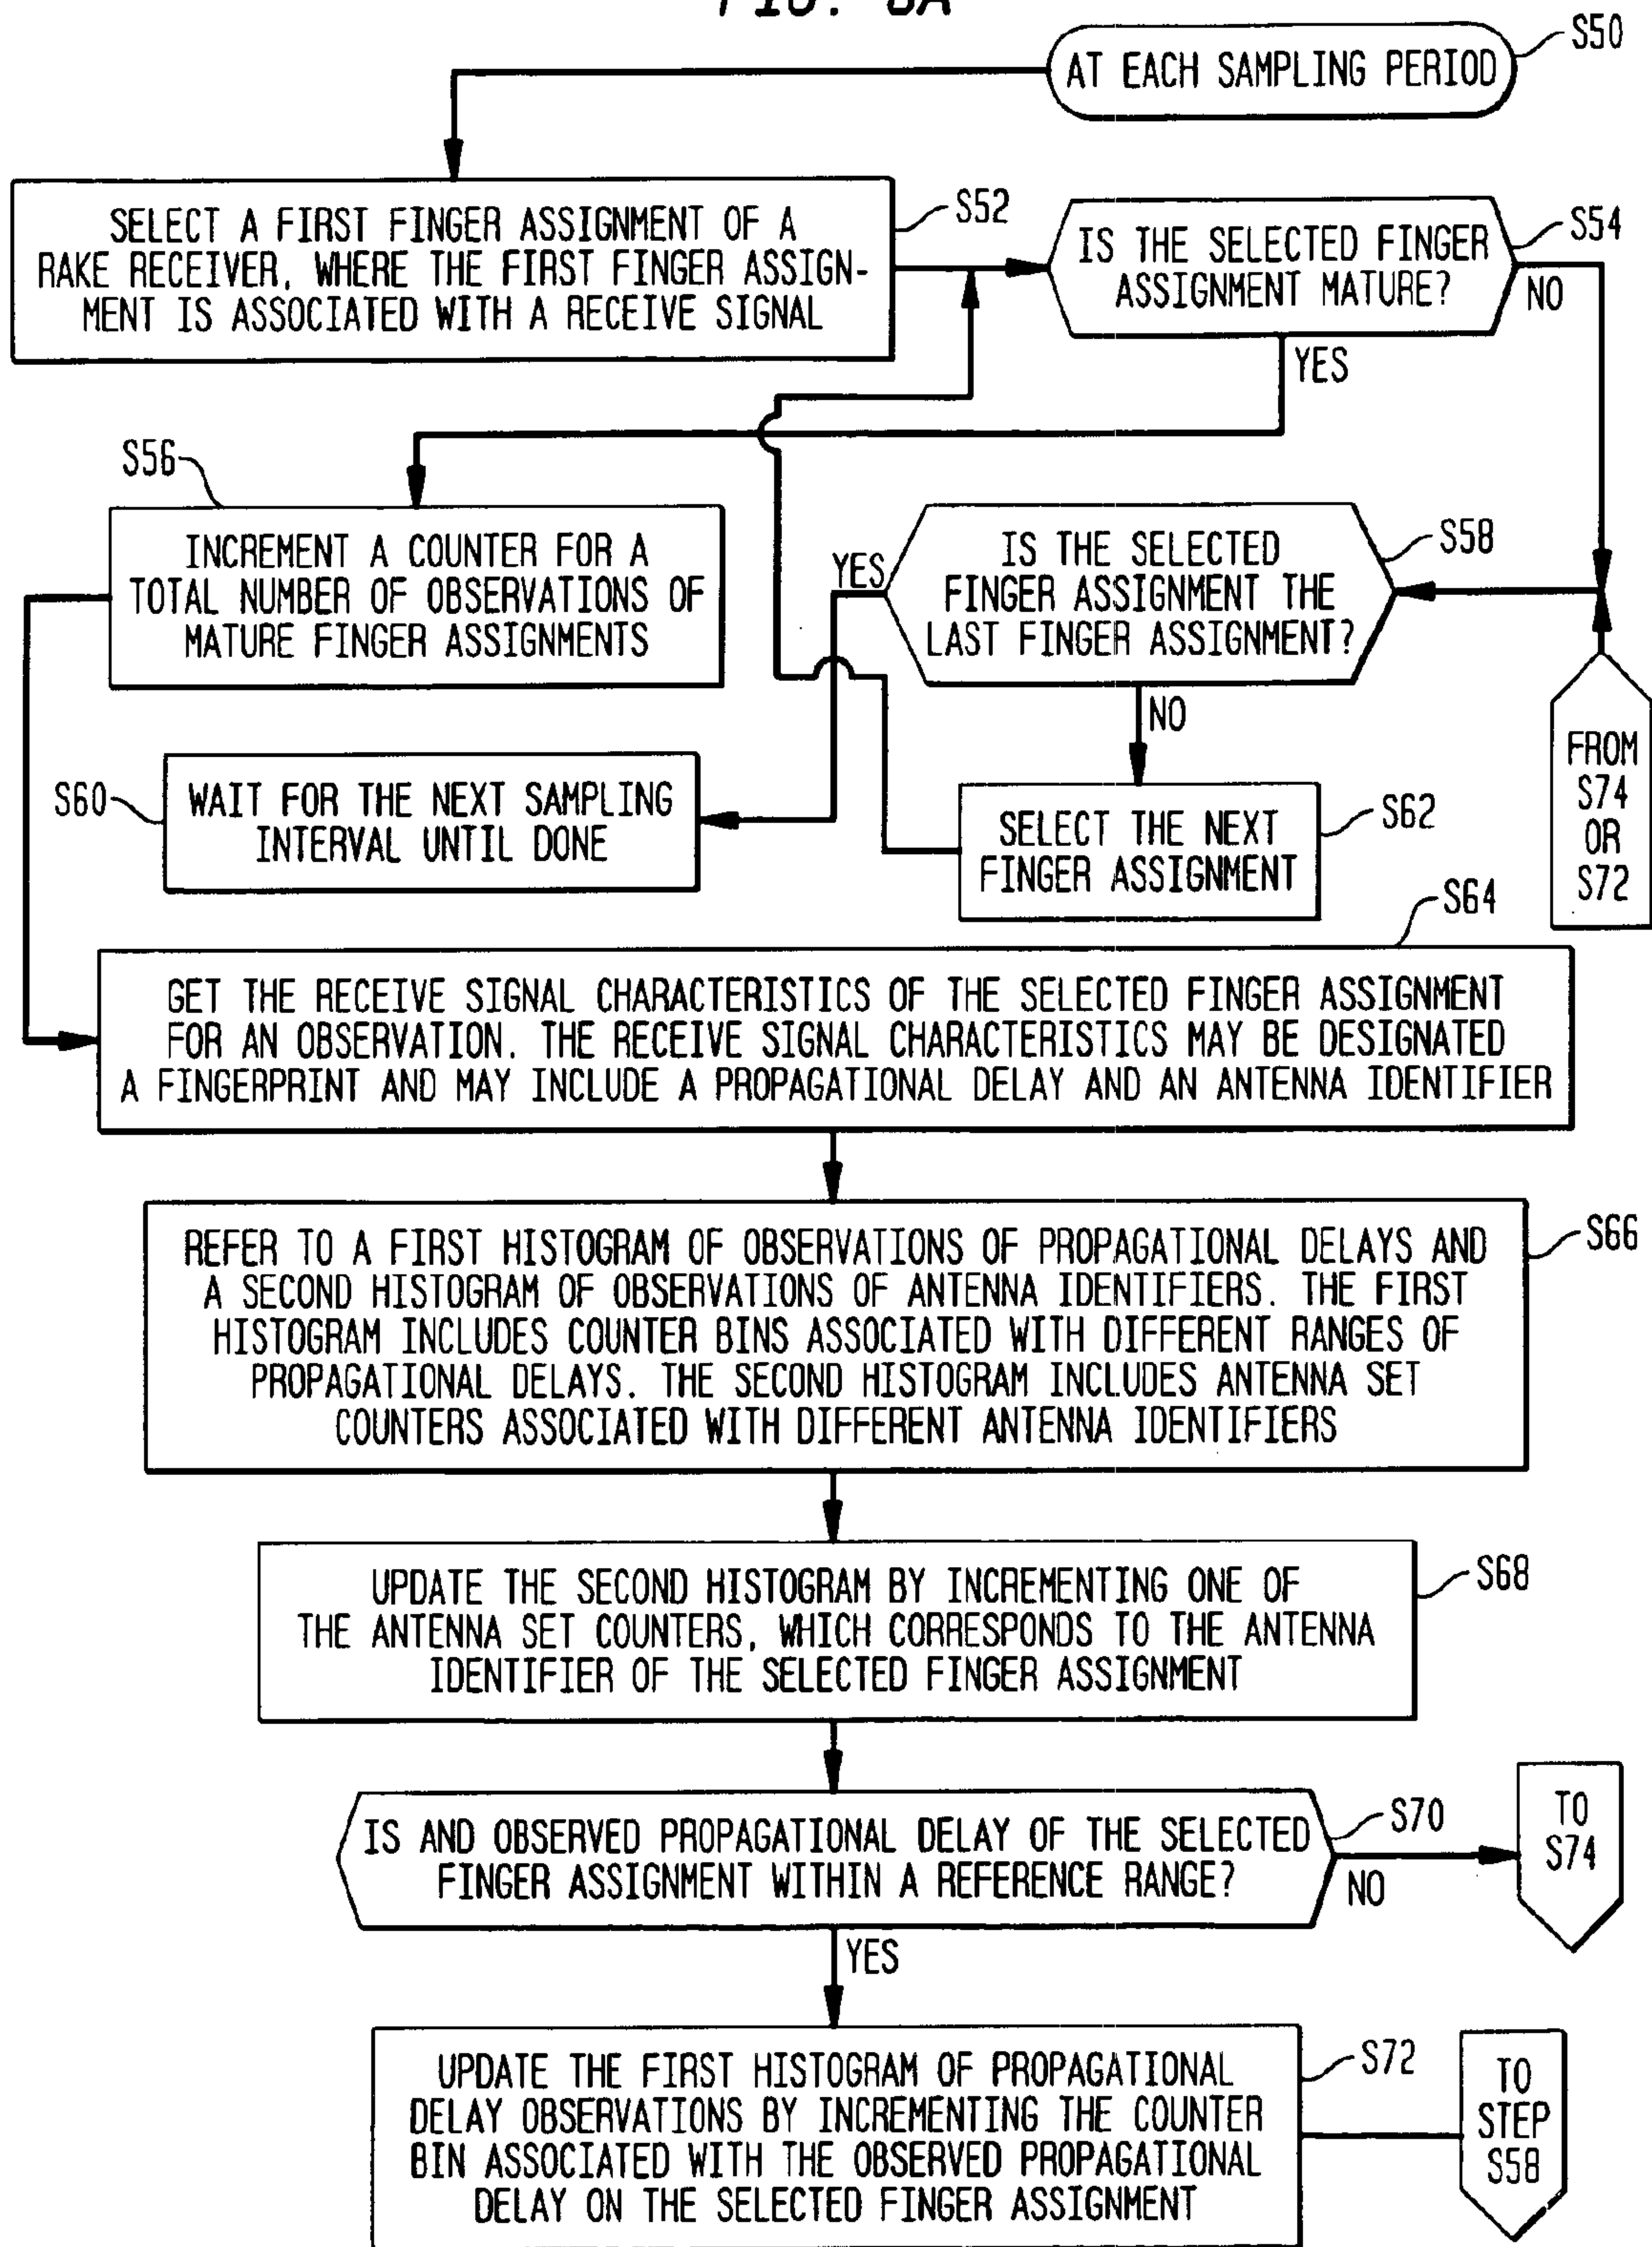 FIG. 8A
AT EACH SAMPLING PERIOD
S50
SELECT A FIRST FINGER ASSIGNMENT OF A
RAKE RECEIVER, WHERE THE FIRST FINGER ASSIGN-
MENT IS ASSOCIATED WITH A RECEIVE SIGNAL
S52
IS THE SELECTED FINGER
ASSIGNMENT MATURE?
S54
NO
YES
S56
INCREMENT A COUNTER FOR A
TOTAL NUMBER OF OBSERVATIONS OF
MATURE FINGER ASSIGNMENTS
YES
IS THE SELECTED
FINGER ASSIGNMENT THE
LAST FINGER ASSIGNMENT?
S58
NO
FROM
S74
OR
S72
S60
WAIT FOR THE NEXT SAMPLING
INTERVAL UNTIL DONE
SELECT THE NEXT
FINGER ASSIGNMENT
S62
S64
GET THE RECEIVE SIGNAL CHARACTERISTICS OF THE SELECTED FINGER ASSIGNMENT
FOR AN OBSERVATION. THE RECEIVE SIGNAL CHARACTERISTICS MAY BE DESIGNATED
A FINGERPRINT AND MAY INCLUDE A PROPAGATIONAL DELAY AND AN ANTENNA IDENTIFIER
REFER TO A FIRST HISTOGRAM OF OBSERVATIONS OF PROPAGATIONAL DELAYS AND
A SECOND HISTOGRAM OF OBSERVATIONS OF ANTENNA IDENTIFIERS. THE FIRST
HISTOGRAM INCLUDES COUNTER BINS ASSOCIATED WITH DIFFERENT RANGES OF
PROPAGATIONAL DELAYS. THE SECOND HISTOGRAM INCLUDES ANTENNA SET
COUNTERS ASSOCIATED WITH DIFFERENT ANTENNA IDENTIFIERS
S66
UPDATE THE SECOND HISTOGRAM BY INCREMENTING ONE OF
THE ANTENNA SET COUNTERS, WHICH CORRESPONDS TO THE ANTENNA
IDENTIFIER OF THE SELECTED FINGER ASSIGNMENT
S68
IS AND OBSERVED PROPAGATIONAL DELAY OF THE SELECTED
FINGER ASSIGNMENT WITHIN A REFERENCE RANGE?
S70
NO
TO
S74
YES
UPDATE THE FIRST HISTOGRAM OF PROPAGATIONAL
DELAY OBSERVATIONS BY INCREMENTING THE COUNTER
BIN ASSOCIATED WITH THE OBSERVED PROPAGATIONAL
DELAY ON THE SELECTED FINGER ASSIGNMENT
S72
TO
STEP
S58